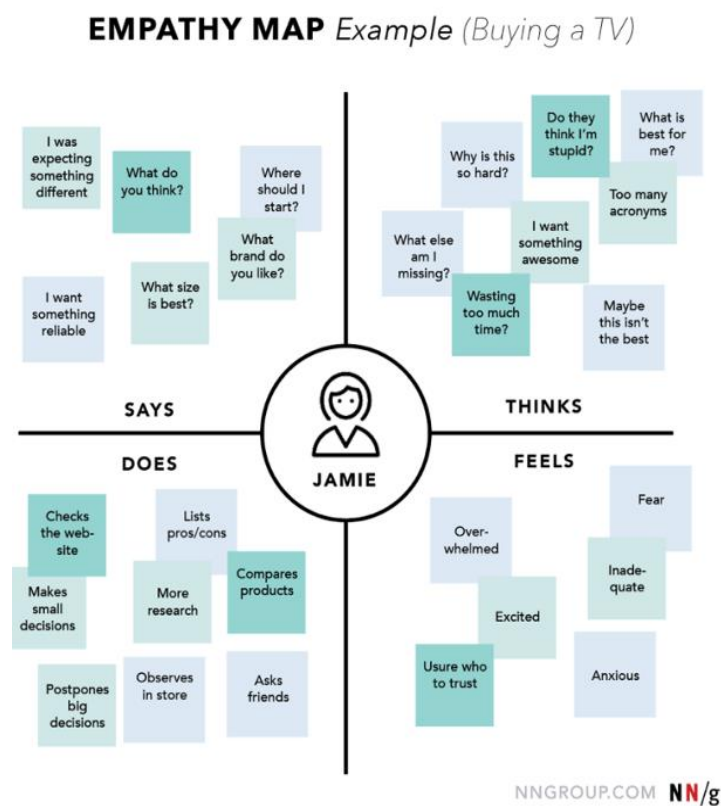 EMPATHY MAP Example (Buying a TV)
I was
expecting
something
different
What do
you think?
Where
should I
start?
What
brand do
you like?
What size
is best?
I want
something
reliable
SAYS
Do they
think I'm
stupid?
What is
best for
me?
Why is this
so hard?
Too many
acronyms
What else
am I
missing?
I want
something
awesome
Wasting
too much
time?
Maybe
this isn't
the best
THINKS
JAMIE
DOES
Checks
the web-
site
Lists
pros/cons
Makes
small
decisions
More
research
Compares
products
Postpones
big
decisions
Observes
in store
Asks
friends
FEELS
Over-
whelmed
Fear
Inade-
quate
Excited
Usure who
to trust
Anxious
NNGROUP.COM NN/g